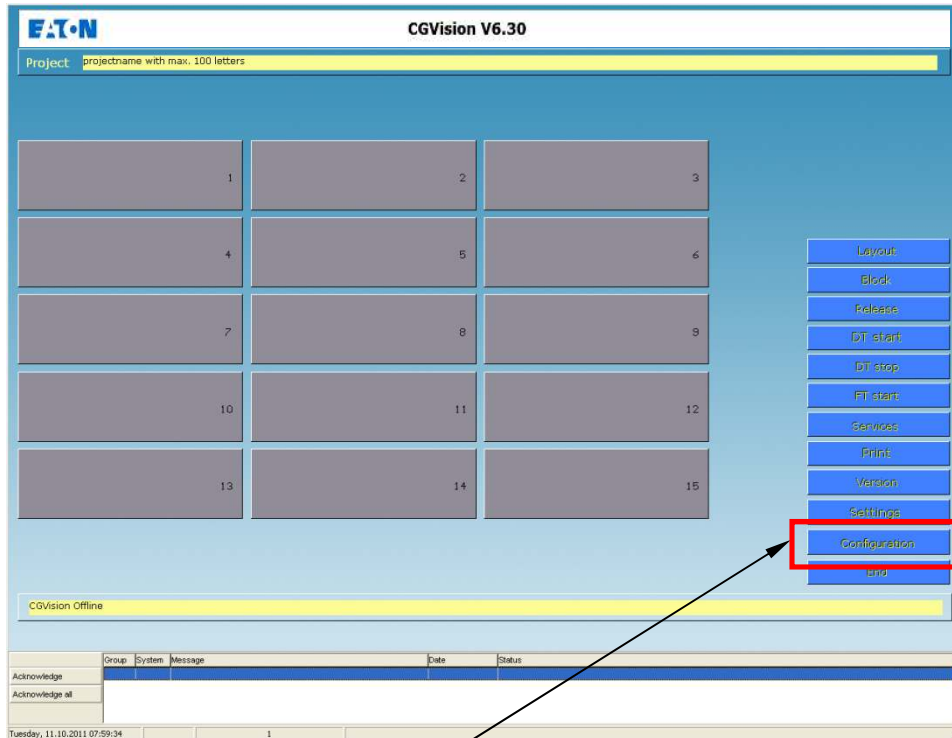 EATON
CGVision V6.30
Project projectname with max. 100 letters
1 2 3
4 5 6
7 8 9
10 11 12
13 14 15
Layout
Block
Release
DT start
DT stop
FT start
Services
Print
Version
Settings
Configuration
End
CGVision Offline
Group System Message Date Status
Acknowledge
Acknowledge all
Tuesday, 11.10.2011 07:59:34 1